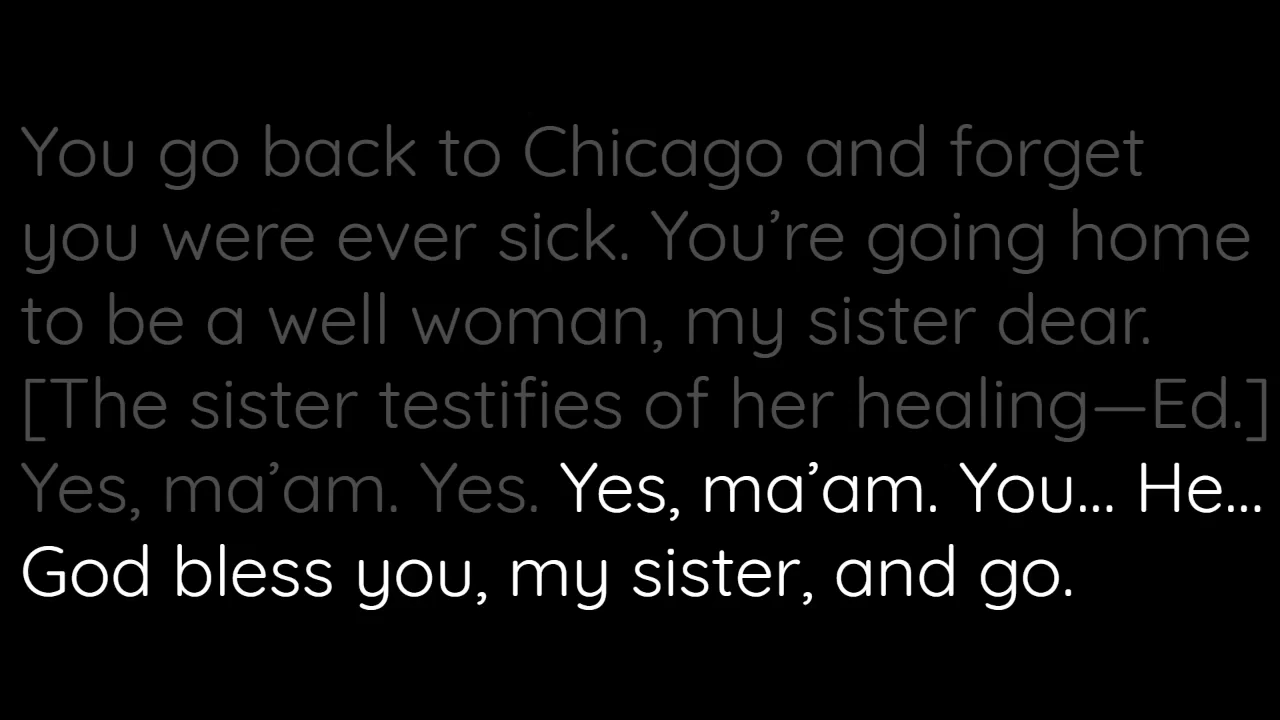 You go back to Chicago and forget
you were ever sick. You’re going home
to be a well woman, my sister dear.
[The sister testifies of her healing—Ed.]
Yes, ma’am. Yes. Yes, ma’am. You... He...
God bless you, my sister, and go.